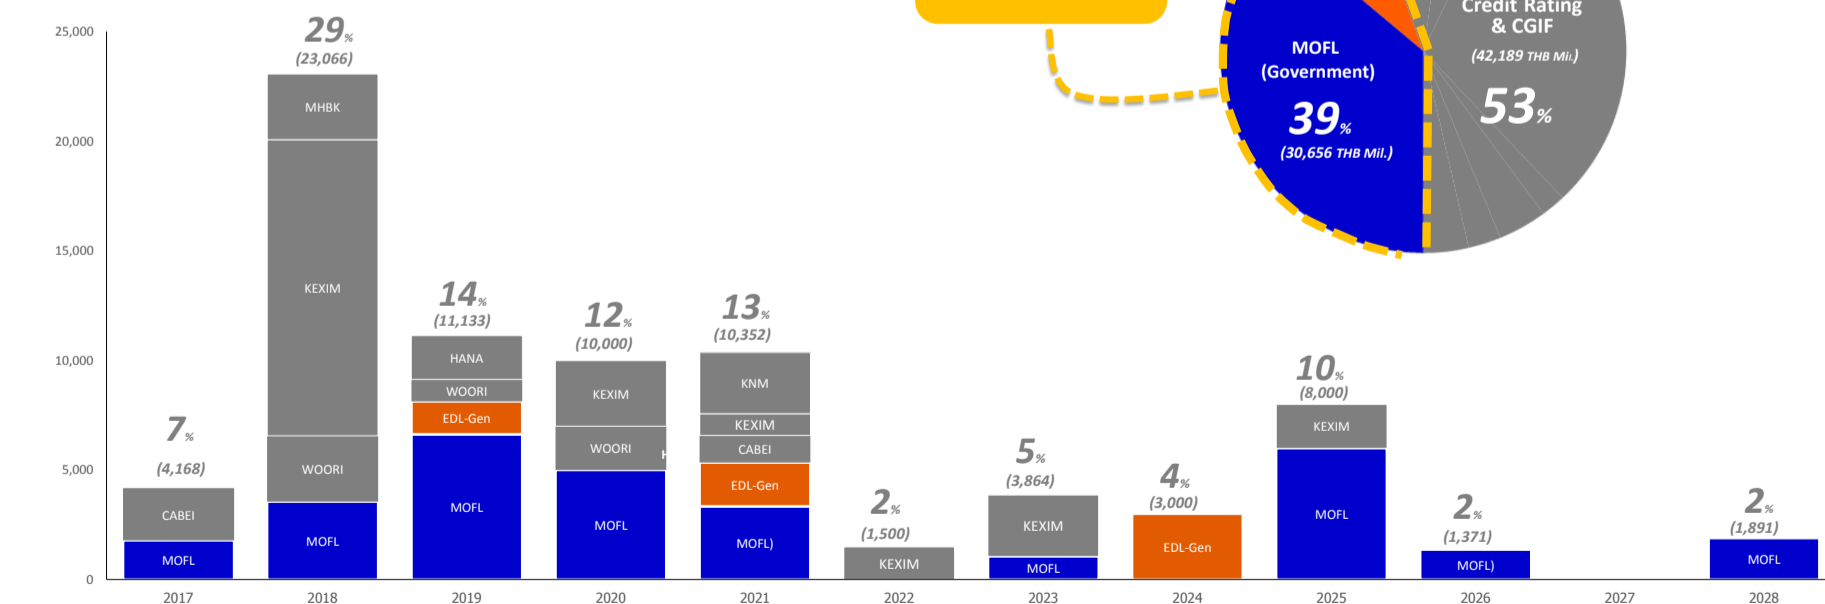 Credit Rating
& CGIF
(42,189 THB Mil.)
53%
MOFL
(Government)
39%
(30,656 THB Mil.)
25,000
20,000
15,000
10,000
5,000
0
7%
(4,168)
CABEI
MOFL
2017
29%
(23,066)
MHBK
KEXIM
WOORI
MOFL
2018
14%
(11,133)
HANA
WOORI
EDL-Gen
MOFL
2019
12%
(10,000)
KEXIM
WOORI
MOFL
2020
13%
(10,352)
KNM
KEXIM
CABEI
EDL-Gen
MOFL)
2021
2%
(1,500)
KEXIM
2022
5%
(3,864)
KEXIM
MOFL
2023
4%
(3,000)
EDL-Gen
2024
10%
(8,000)
KEXIM
MOFL
2025
2%
(1,371)
MOFL)
2026
2027
2%
(1,891)
MOFL
2028